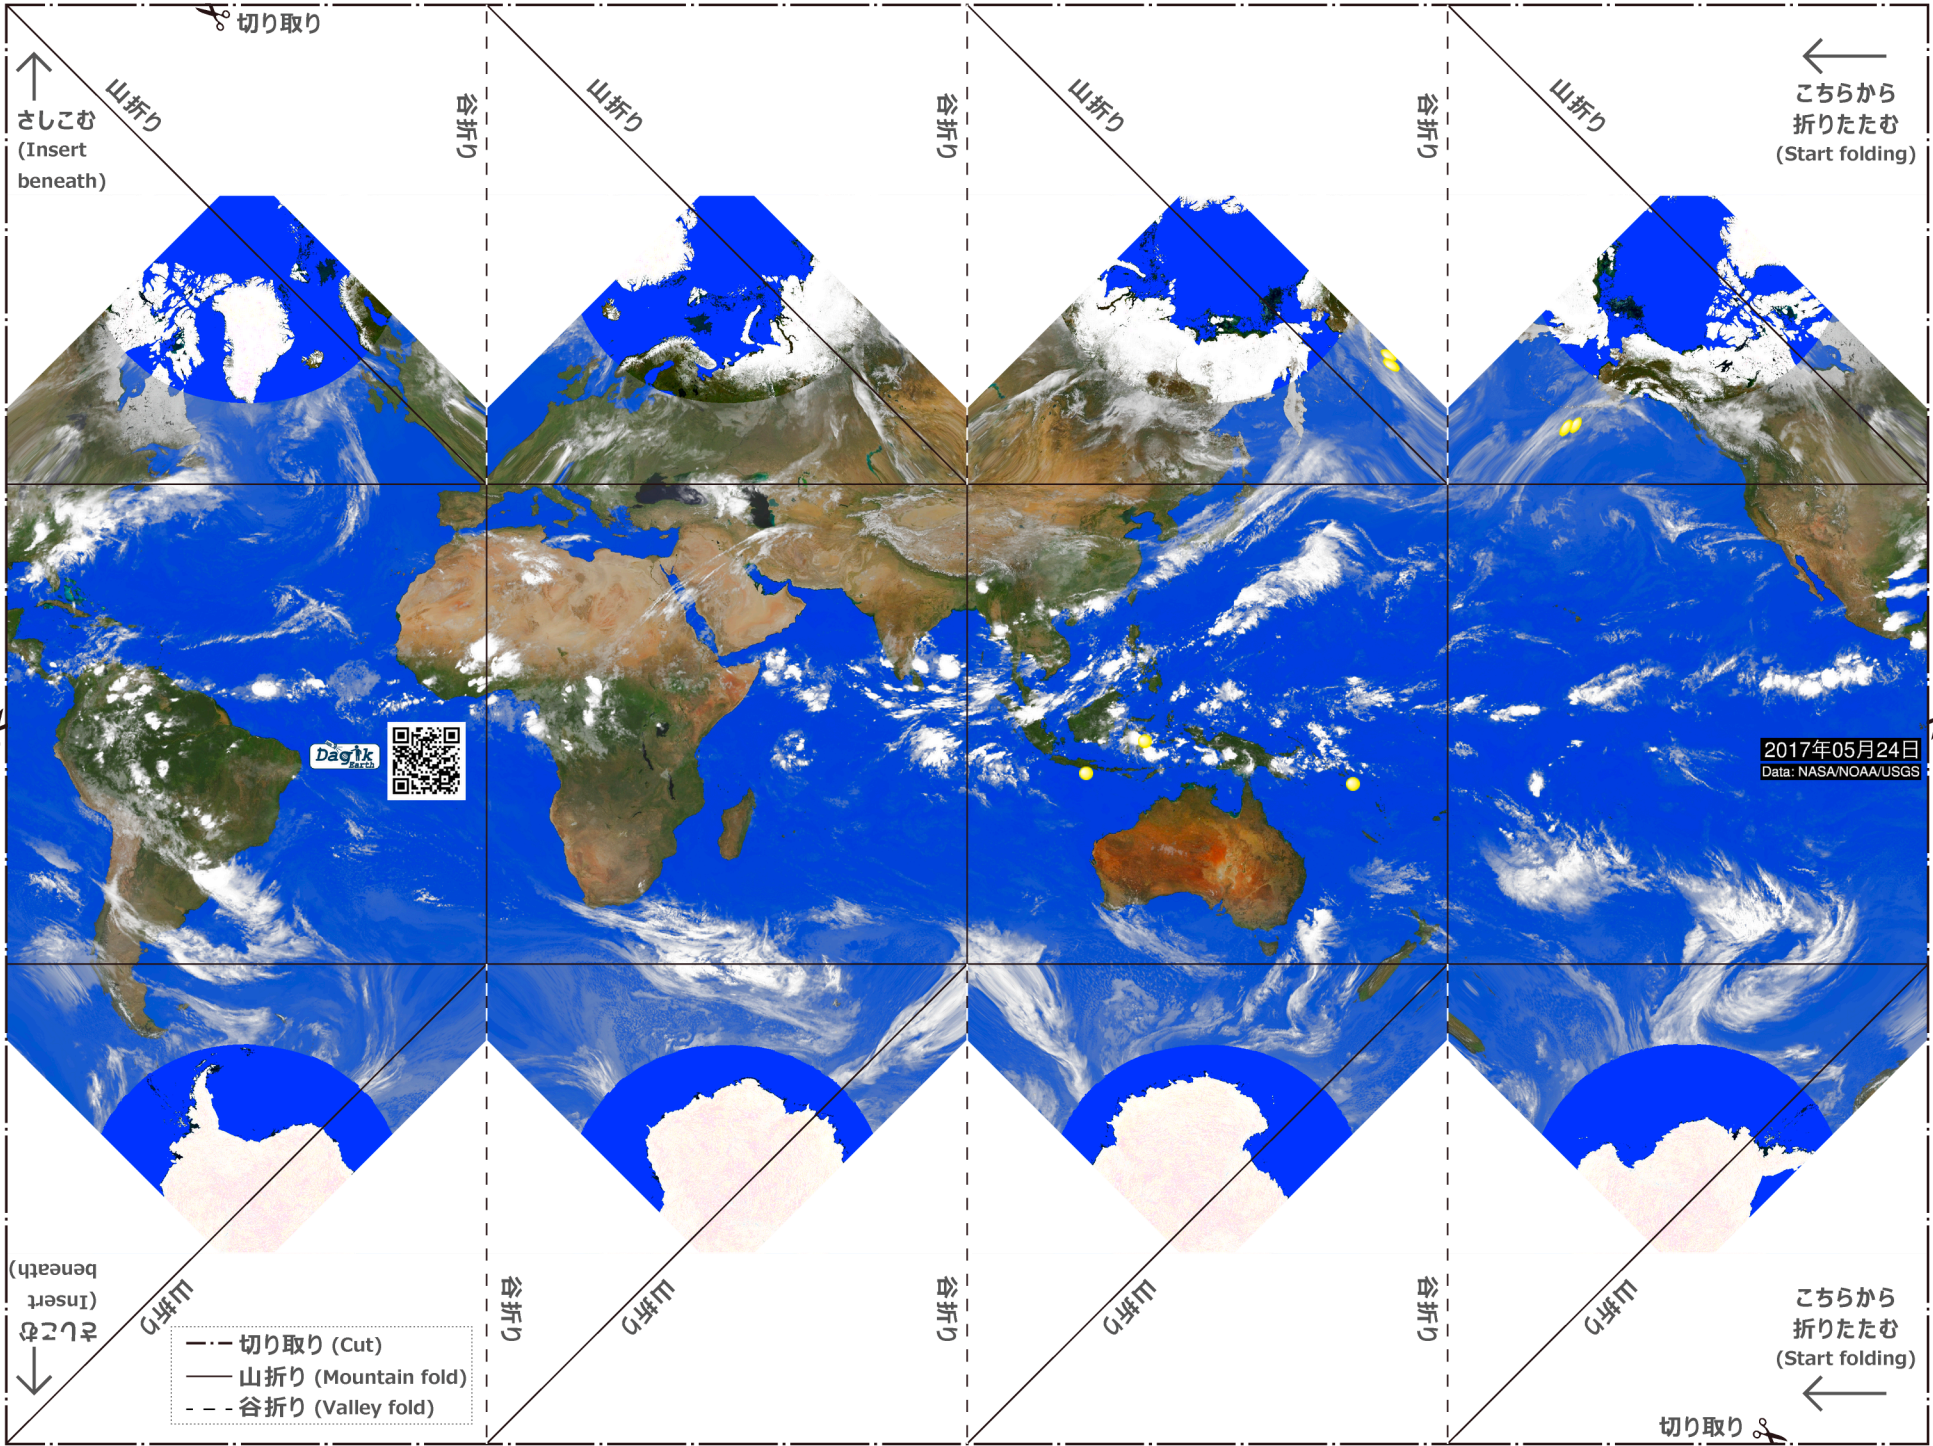 切り取り
山折り
谷折り
山折り
谷折り
山折り
谷折り
山折り
さしこむ
(Insert
beneath)
こちらから
折りたたむ
(Start folding)
Dagik
Earth
2017年05月24日
Data: NASA/NOAA/USGS
さしこむ
(Insert
beneath)
山折り
谷折り
山折り
谷折り
山折り
谷折り
山折り
こちらから
折りたたむ
(Start folding)
切り取り (Cut)
山折り (Mountain fold)
谷折り (Valley fold)
切り取り